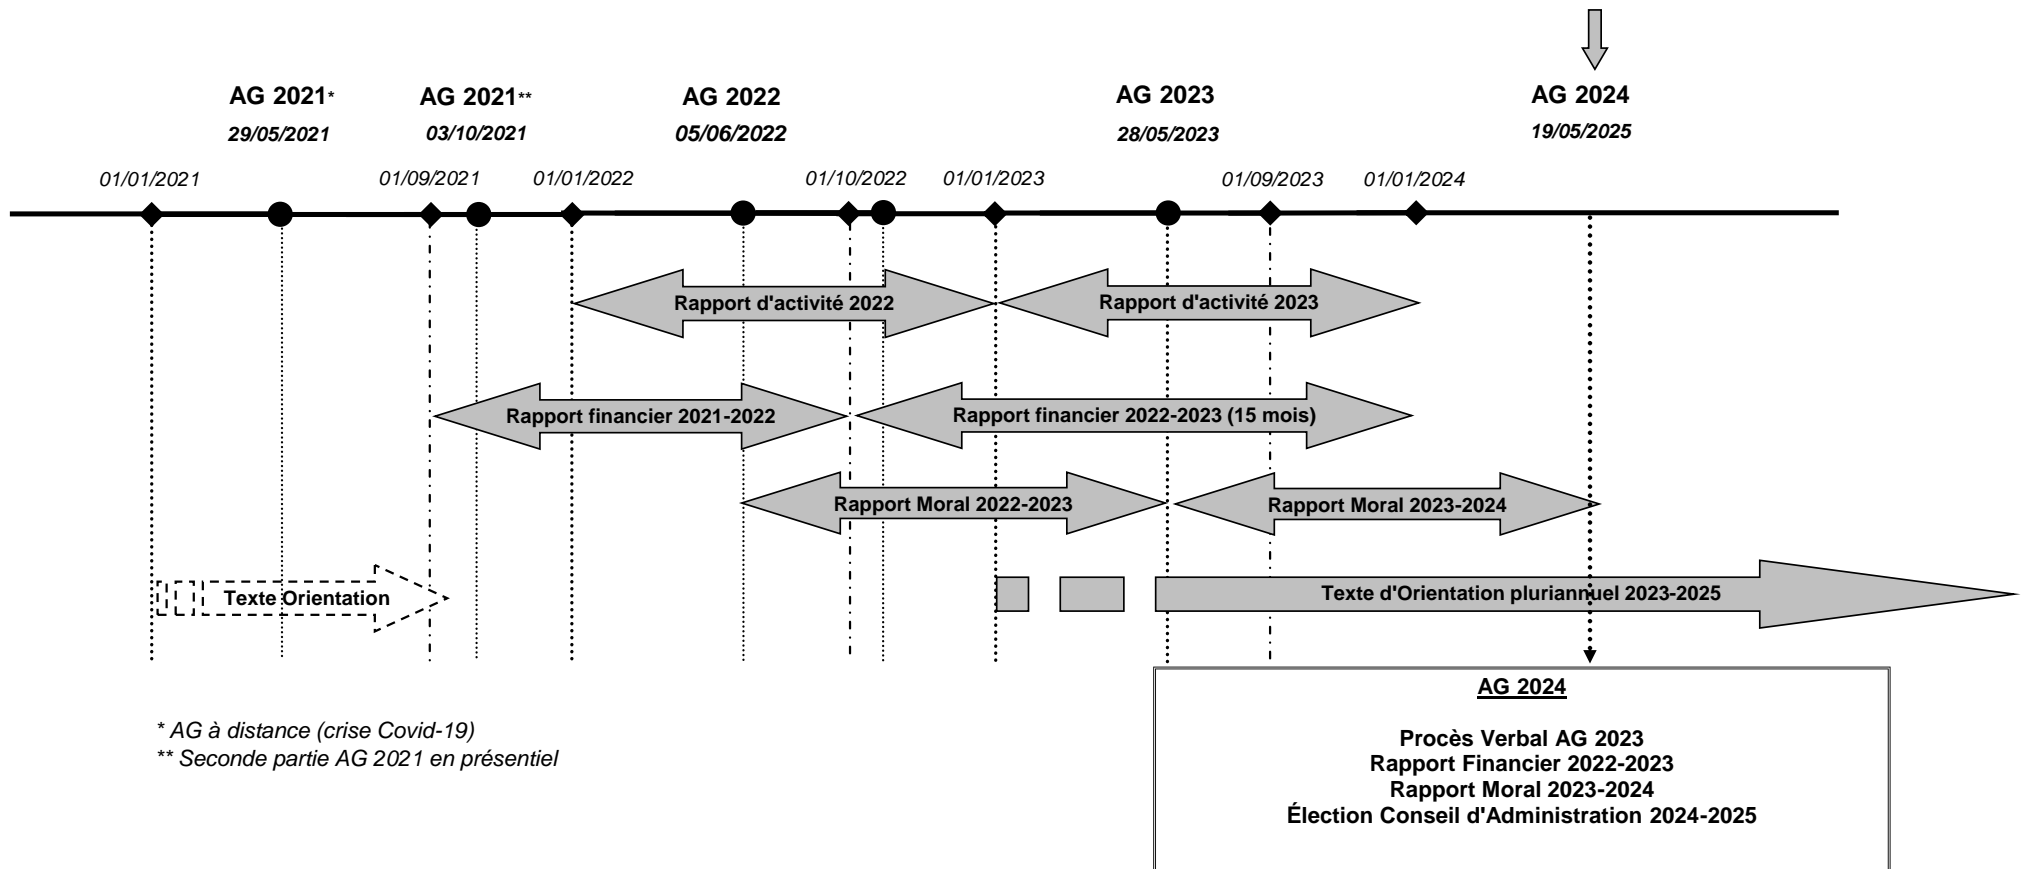 AG 2021*
29/05/2021
AG 2021**
03/10/2021
AG 2022
05/06/2022
AG 2023
28/05/2023
AG 2024
19/05/2025
01/01/2021
01/09/2021
01/01/2022
01/10/2022
01/01/2023
01/09/2023
01/01/2024
Rapport d'activité 2022
Rapport d'activité 2023
Rapport financier 2021-2022
Rapport financier 2022-2023 (15 mois)
Rapport Moral 2022-2023
Rapport Moral 2023-2024
Texte Orientation
Texte d'Orientation pluriannuel 2023-2025
* AG à distance (crise Covid-19)
** Seconde partie AG 2021 en présentiel
AG 2024
Procès Verbal AG 2023
Rapport Financier 2022-2023
Rapport Moral 2023-2024
Élection Conseil d'Administration 2024-2025